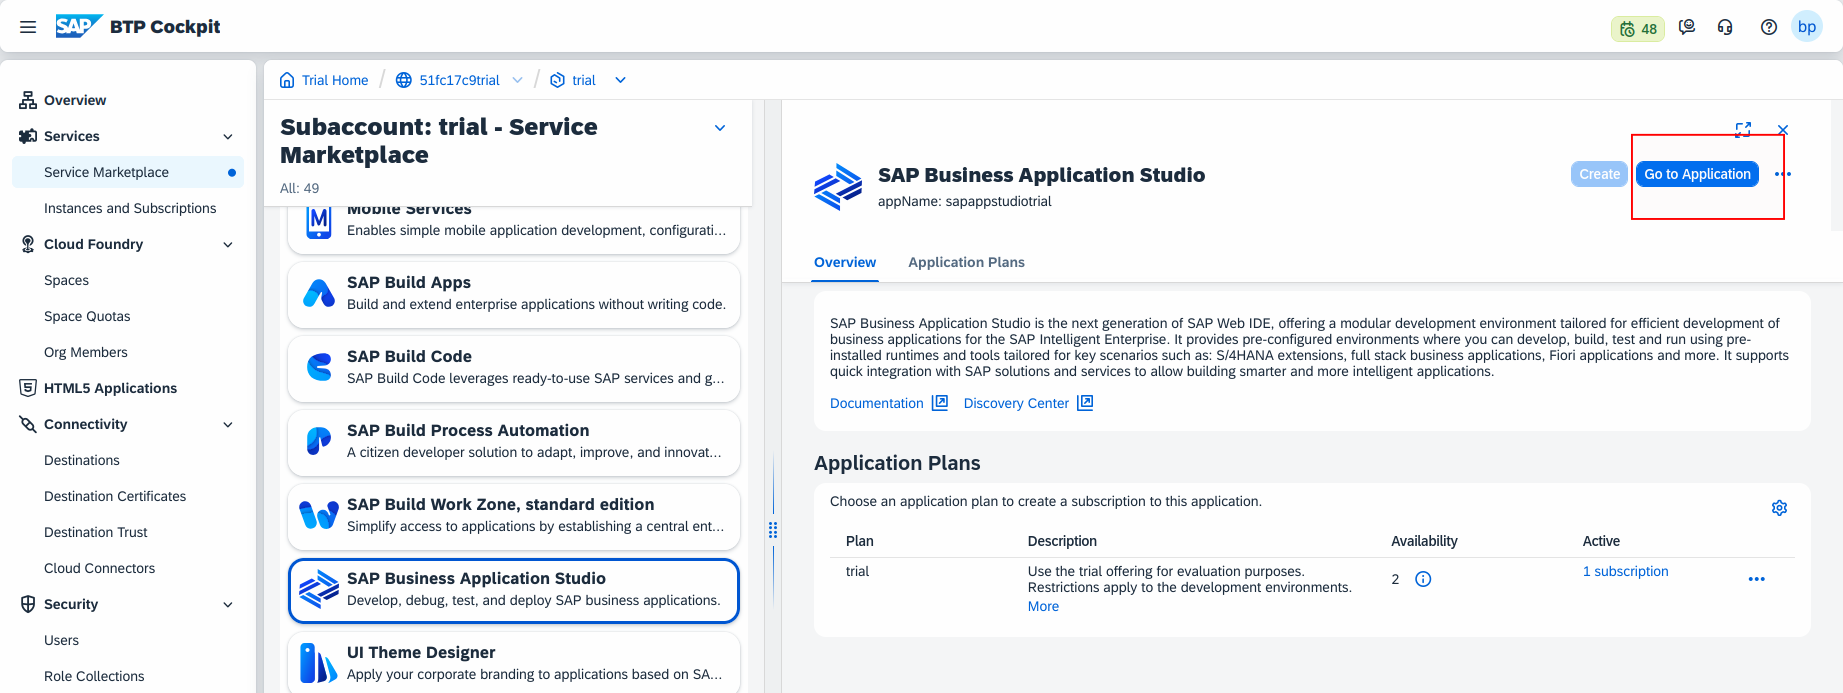 SAP BTP Cockpit
48
bp
Overview
Services
Service Marketplace
Instances and Subscriptions
Cloud Foundry
Spaces
Space Quotas
Org Members
HTML5 Applications
Connectivity
Destinations
Destination Certificates
Destination Trust
Cloud Connectors
Security
Users
Role Collections
Trial Home / 51fc17c9trial / trial
Subaccount: trial - Service
Marketplace
All: 49
Mobile Services
Enables simple mobile application development, configurati...
SAP Build Apps
Build and extend enterprise applications without writing code.
SAP Build Code
SAP Build Code leverages ready-to-use SAP services and g...
SAP Build Process Automation
A citizen developer solution to adapt, improve, and innovat...
SAP Build Work Zone, standard edition
Simplify access to applications by establishing a central ent...
SAP Business Application Studio
Develop, debug, test, and deploy SAP business applications.
UI Theme Designer
Apply your corporate branding to applications based on SA...
SAP Business Application Studio
appName: sapappstudiotrial
Create Go to Application
Overview Application Plans
SAP Business Application Studio is the next generation of SAP Web IDE, offering a modular development environment tailored for efficient development of
business applications for the SAP Intelligent Enterprise. It provides pre-configured environments where you can develop, build, test and run using pre-
installed runtimes and tools tailored for key scenarios such as: S/4HANA extensions, full stack business applications, Fiori applications and more. It supports
quick integration with SAP solutions and services to allow building smarter and more intelligent applications.
Documentation Discovery Center
Application Plans
Choose an application plan to create a subscription to this application.
Plan Description Availability Active
trial Use the trial offering for evaluation purposes. 2 1 subscription
Restrictions apply to the development environments.
More